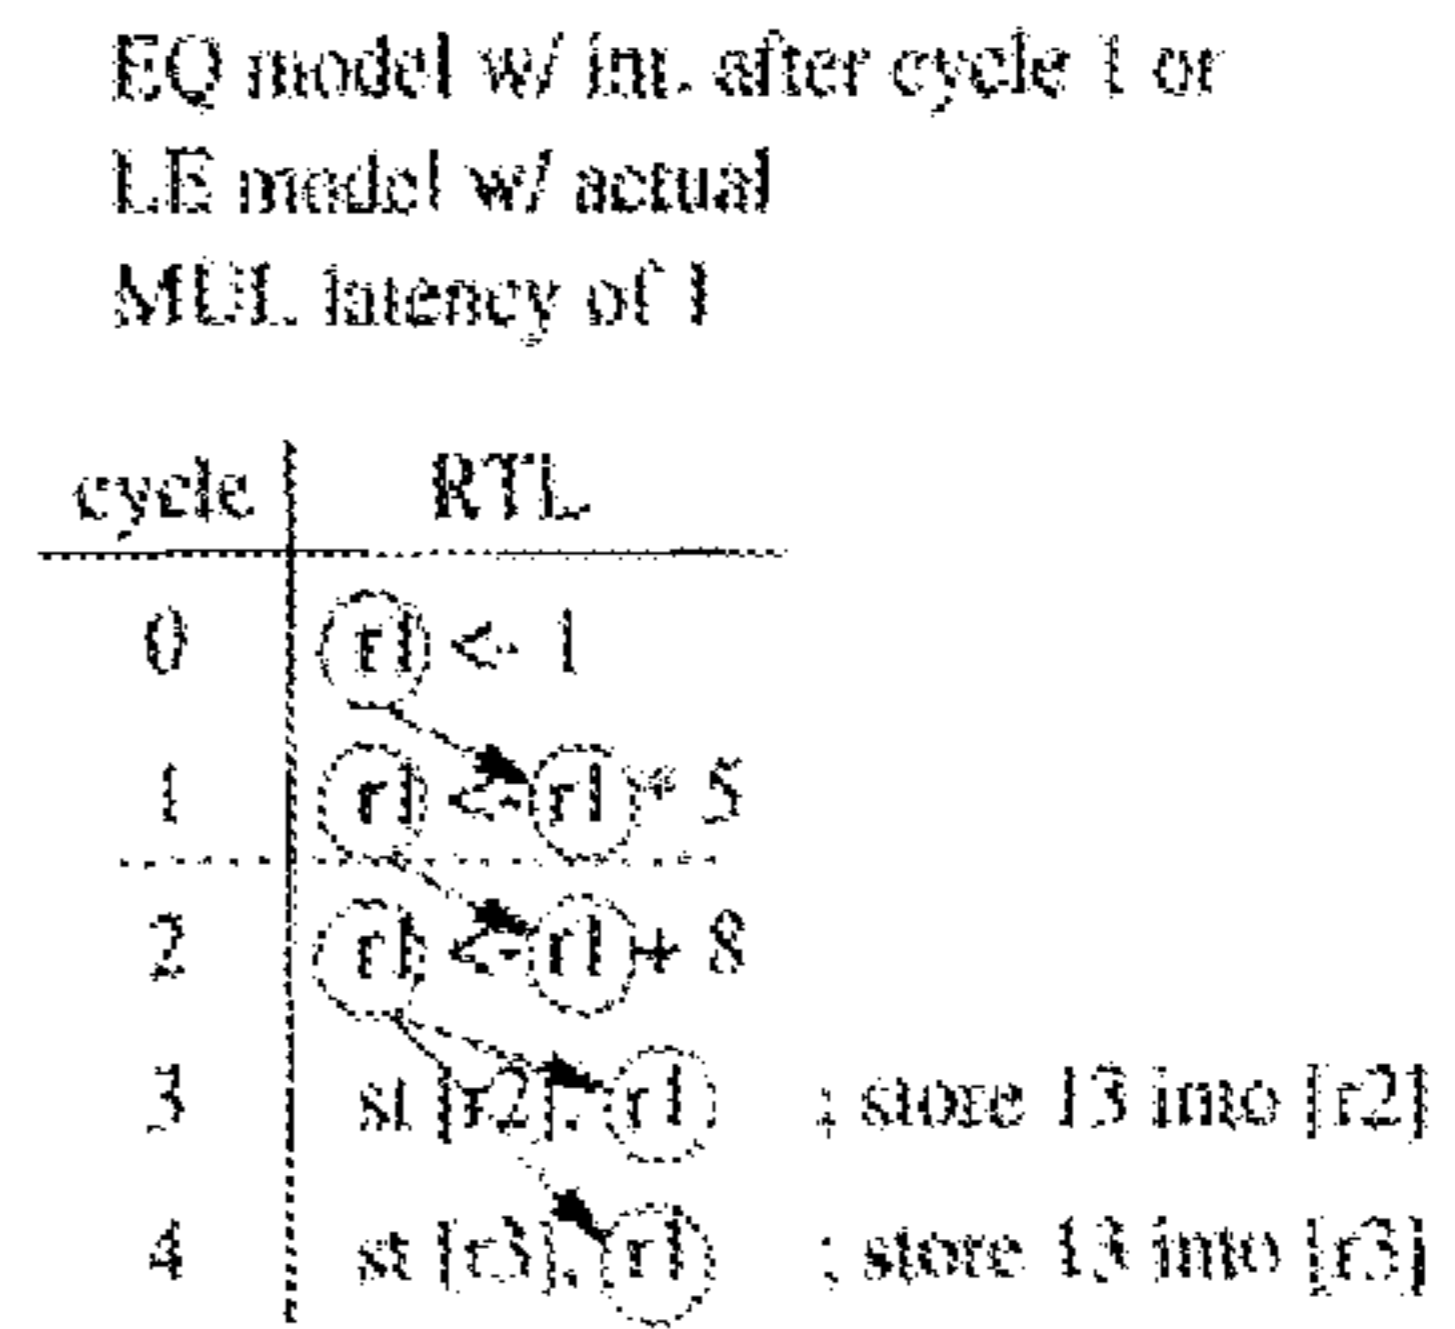 EQ model w/ int. after cycle 1 or
LE model w/ actual
MUL latency of 1
cycle RTL
0 r1 <- 1
1 r1 <- r1 * 5
2 r1 <- r1 + 8
3 st [r2], r1 ; store 13 into [r2]
4 st [r3], r1 ; store 13 into [r3]